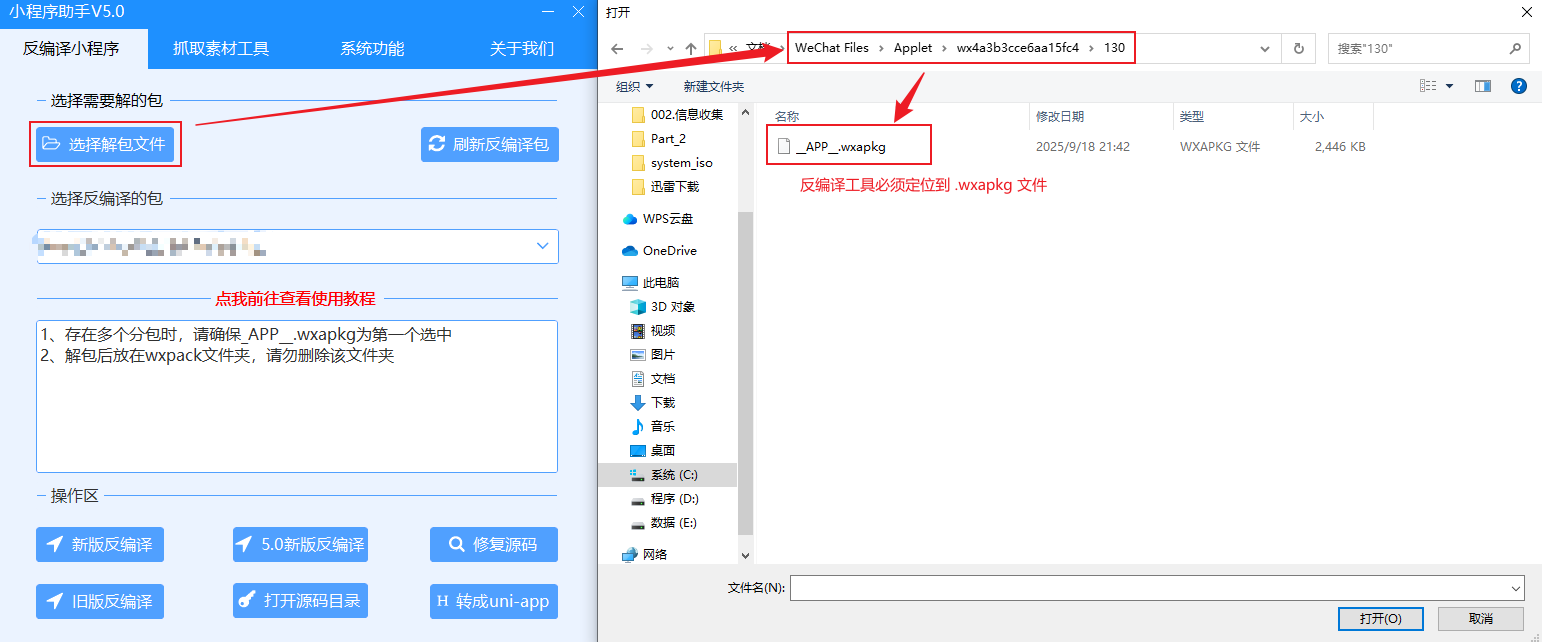 小程序助手V5.0
反编译小程序
抓取素材工具
系统功能
关于我们
选择需要解的包
选择解包文件
刷新反编译包
选择反编译的包
点我前往查看使用教程
1、存在多个分包时，请确保_APP__.wxapkg为第一个选中
2、解包后放在wxpack文件夹，请勿删除该文件夹
操作区
新版反编译
5.0新版反编译
修复源码
旧版反编译
打开源码目录
H 转成uni-app
打开
« 文档 › WeChat Files › Applet › wx4a3b3cce6aa15fc4 › 130
搜索"130"
组织
新建文件夹
002.信息收集
Part_2
system_iso
迅雷下载
WPS云盘
OneDrive
此电脑
3D 对象
视频
图片
文档
下载
音乐
桌面
系统 (C:)
程序 (D:)
数据 (E:)
网络
名称
修改日期
类型
大小
__APP__.wxapkg
2025/9/18 21:42
WXAPKG 文件
2,446 KB
反编译工具必须定位到 .wxapkg 文件
文件名(N):
打开(O)
取消